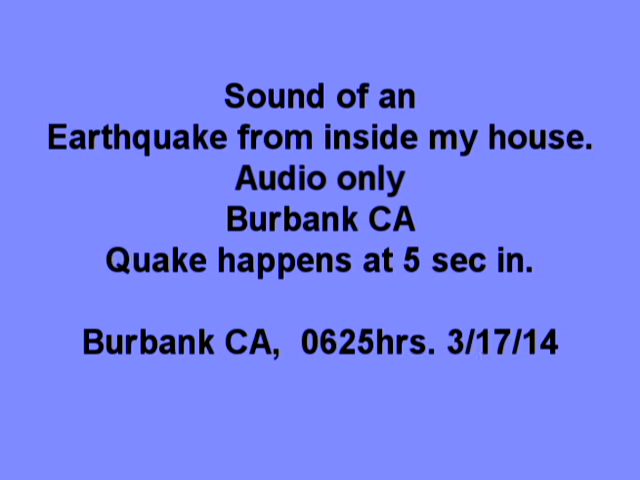 Sound of an
Earthquake from inside my house.
Audio only
Burbank CA
Quake happens at 5 sec in.
Burbank CA,  0625hrs. 3/17/14